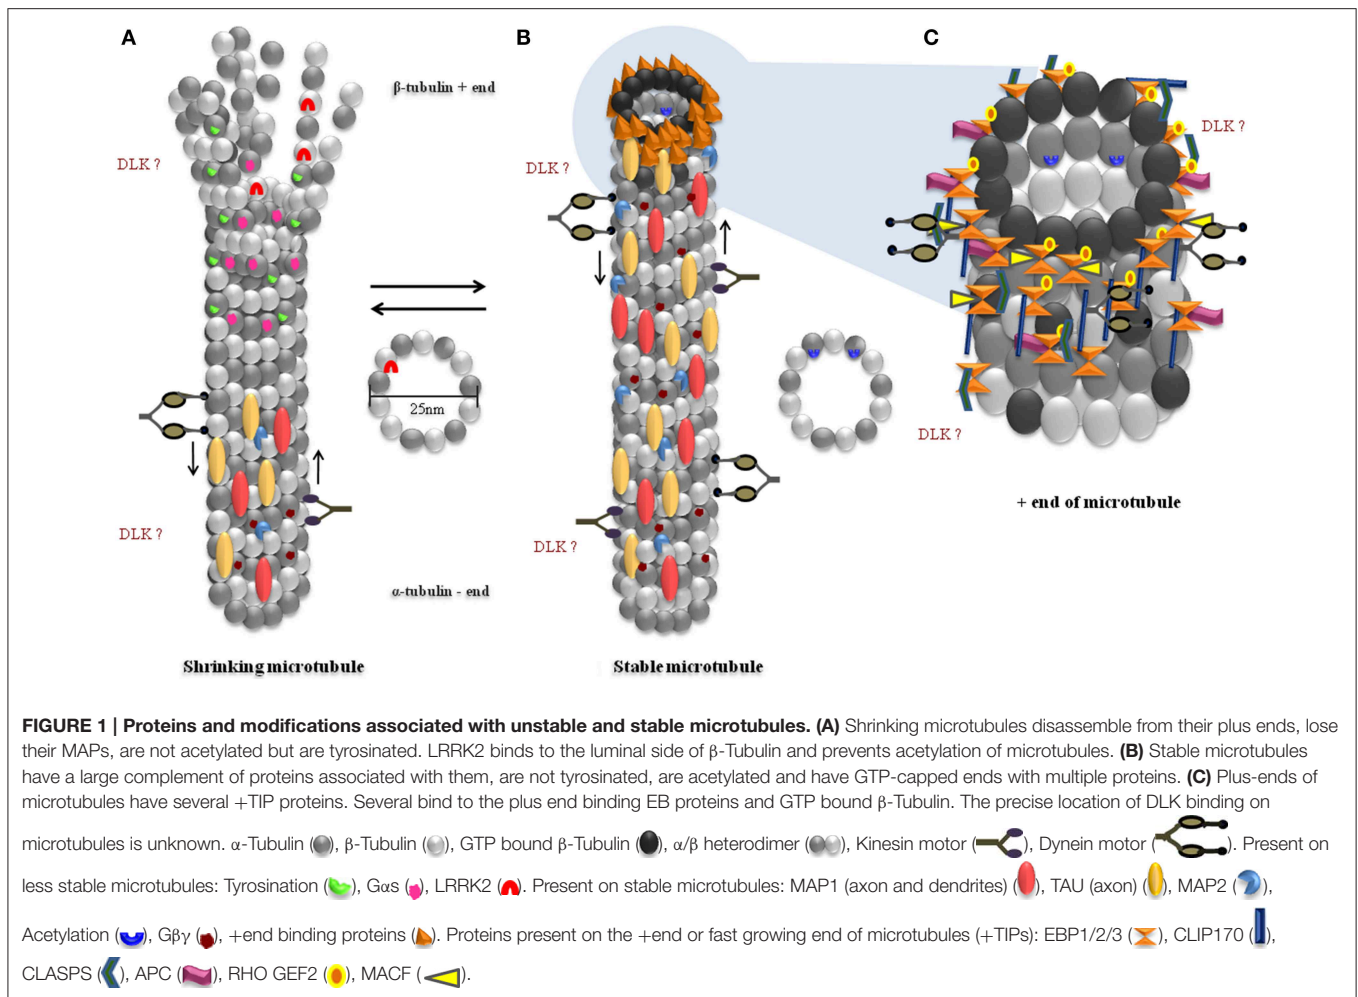 A
B
C
β-tubulin + end
DLK ?
DLK ?
DLK ?
25nm
DLK ?
+ end of microtubule
DLK ?
DLK ?
α-tubulin - end
Shrinking microtubule
Stable microtubule
FIGURE 1 | Proteins and modifications associated with unstable and stable microtubules. (A) Shrinking microtubules disassemble from their plus ends, lose
their MAPs, are not acetylated but are tyrosinated. LRRK2 binds to the luminal side of β-Tubulin and prevents acetylation of microtubules. (B) Stable microtubules
have a large complement of proteins associated with them, are not tyrosinated, are acetylated and have GTP-capped ends with multiple proteins. (C) Plus-ends of
microtubules have several +TIP proteins. Several bind to the plus end binding EB proteins and GTP bound β-Tubulin. The precise location of DLK binding on
microtubules is unknown. α-Tubulin ( ), β-Tubulin ( ), GTP bound β-Tubulin ( ), α/β heterodimer ( ), Kinesin motor ( ), Dynein motor ( ). Present on
less stable microtubules: Tyrosination ( ), Gαs ( ), LRRK2 ( ). Present on stable microtubules: MAP1 (axon and dendrites) ( ), TAU (axon) ( ), MAP2 ( ),
Acetylation ( ), Gβγ ( ), +end binding proteins ( ). Proteins present on the +end or fast growing end of microtubules (+TIPs): EBP1/2/3 ( ), CLIP170 ( ),
CLASPS ( ), APC ( ), RHO GEF2 ( ), MACF ( ).